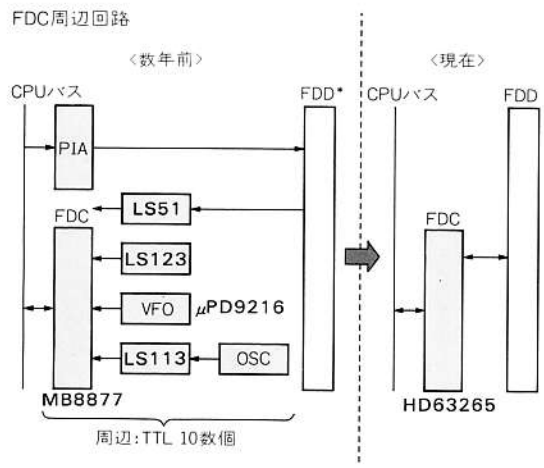 FDC周辺回路
<数年前>
CPUバス
FDD*
PIA
LS51
FDC
LS123
VFO
μPD9216
LS113
OSC
MB8877
周辺:TTL 10数個
<現在>
CPUバス
FDD
FDC
HD63265